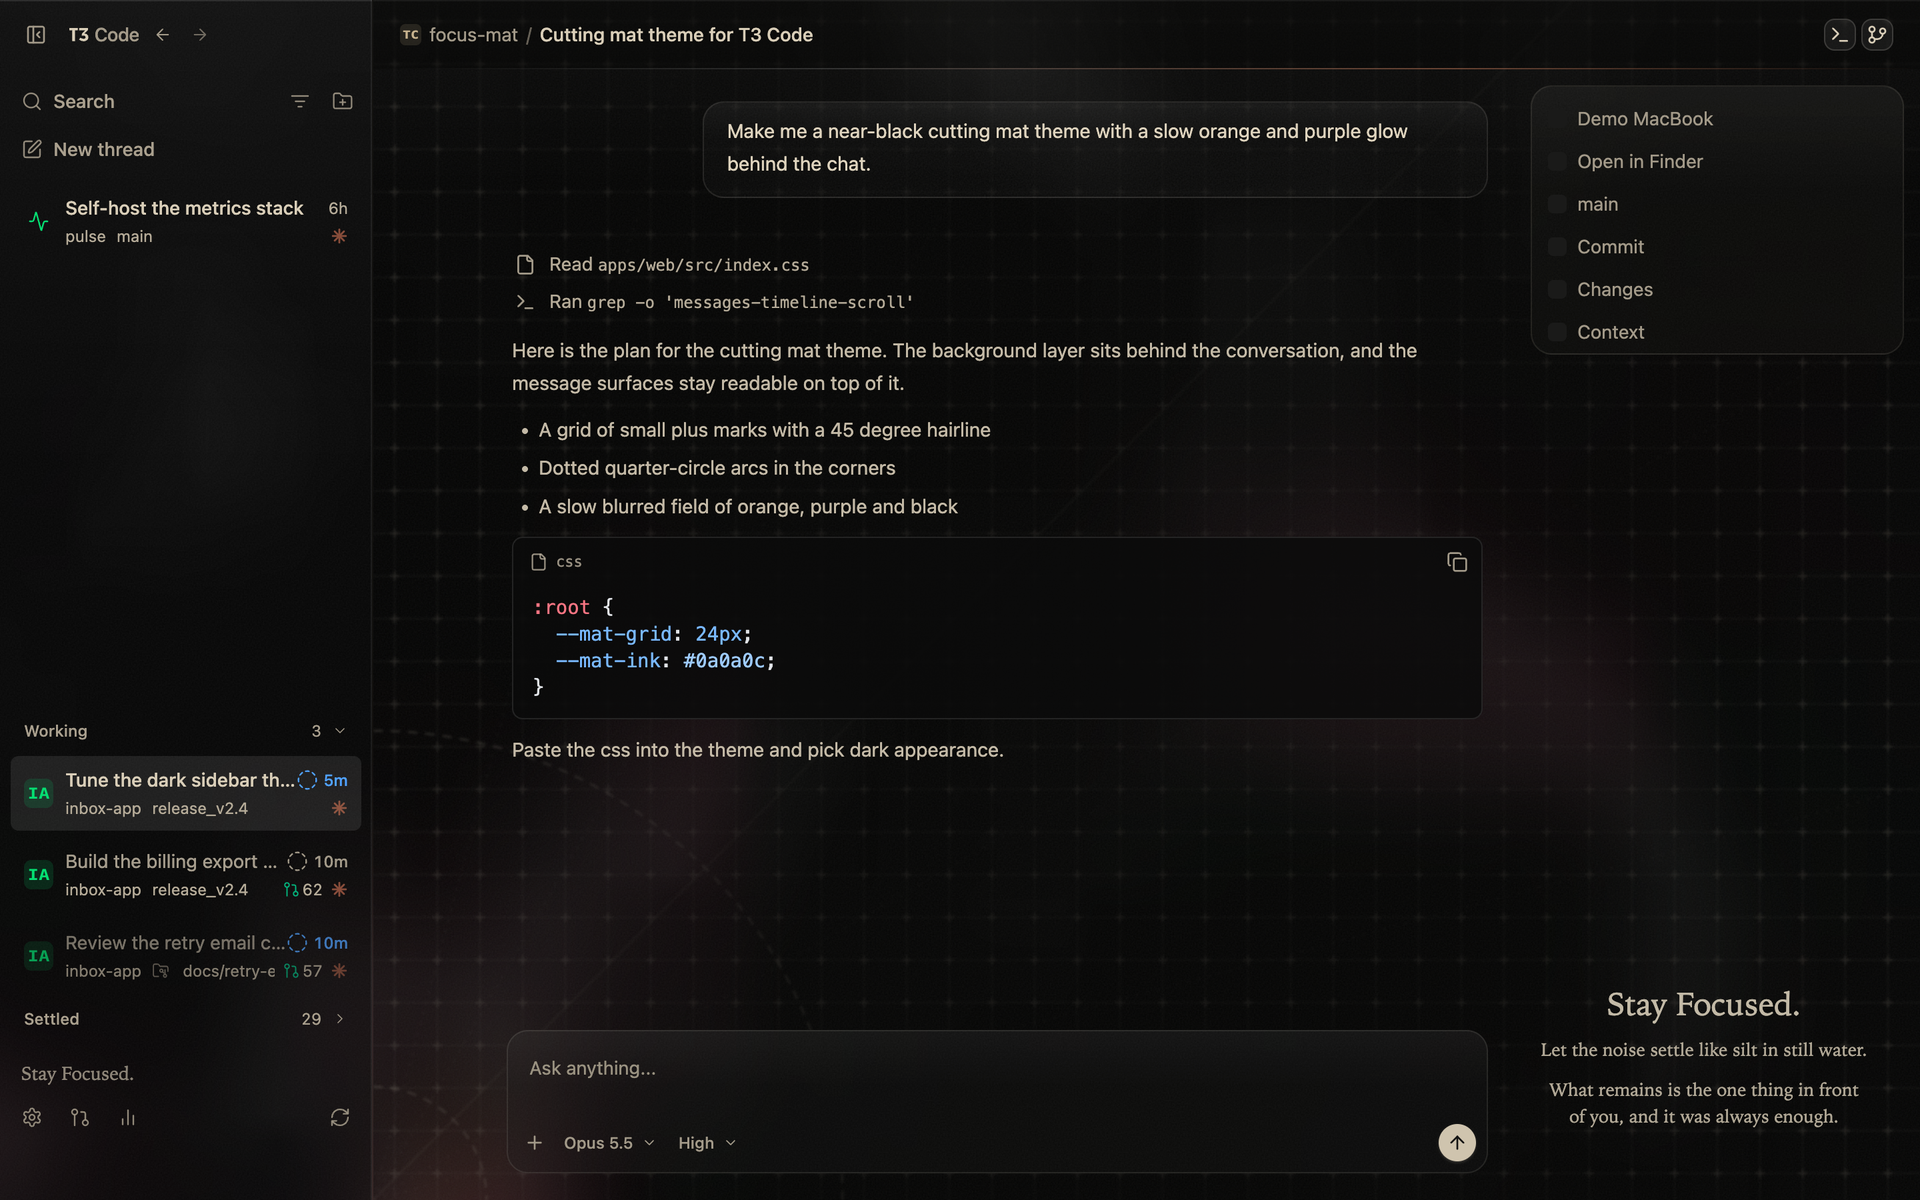 T3 Code
Search
New thread
Self-host the metrics stack 6h
pulse main
Working 3
Tune the dark sidebar th... 5m
IA
inbox-app release_v2.4
Build the billing export ... 10m
IA
inbox-app release_v2.4 62
Review the retry email c... 10m
IA
inbox-app docs/retry-e 57
Settled 29
Stay Focused.
TC focus-mat / Cutting mat theme for T3 Code
Make me a near-black cutting mat theme with a slow orange and purple glow
behind the chat.
Read apps/web/src/index.css
Ran grep -o 'messages-timeline-scroll'
Here is the plan for the cutting mat theme. The background layer sits behind the conversation, and the
message surfaces stay readable on top of it.
• A grid of small plus marks with a 45 degree hairline
• Dotted quarter-circle arcs in the corners
• A slow blurred field of orange, purple and black
css
:root {
--mat-grid: 24px;
--mat-ink: #0a0a0c;
}
Paste the css into the theme and pick dark appearance.
Ask anything...
Opus 5.5 High
Demo MacBook
Open in Finder
main
Commit
Changes
Context
Stay Focused.
Let the noise settle like silt in still water.
What remains is the one thing in front
of you, and it was always enough.